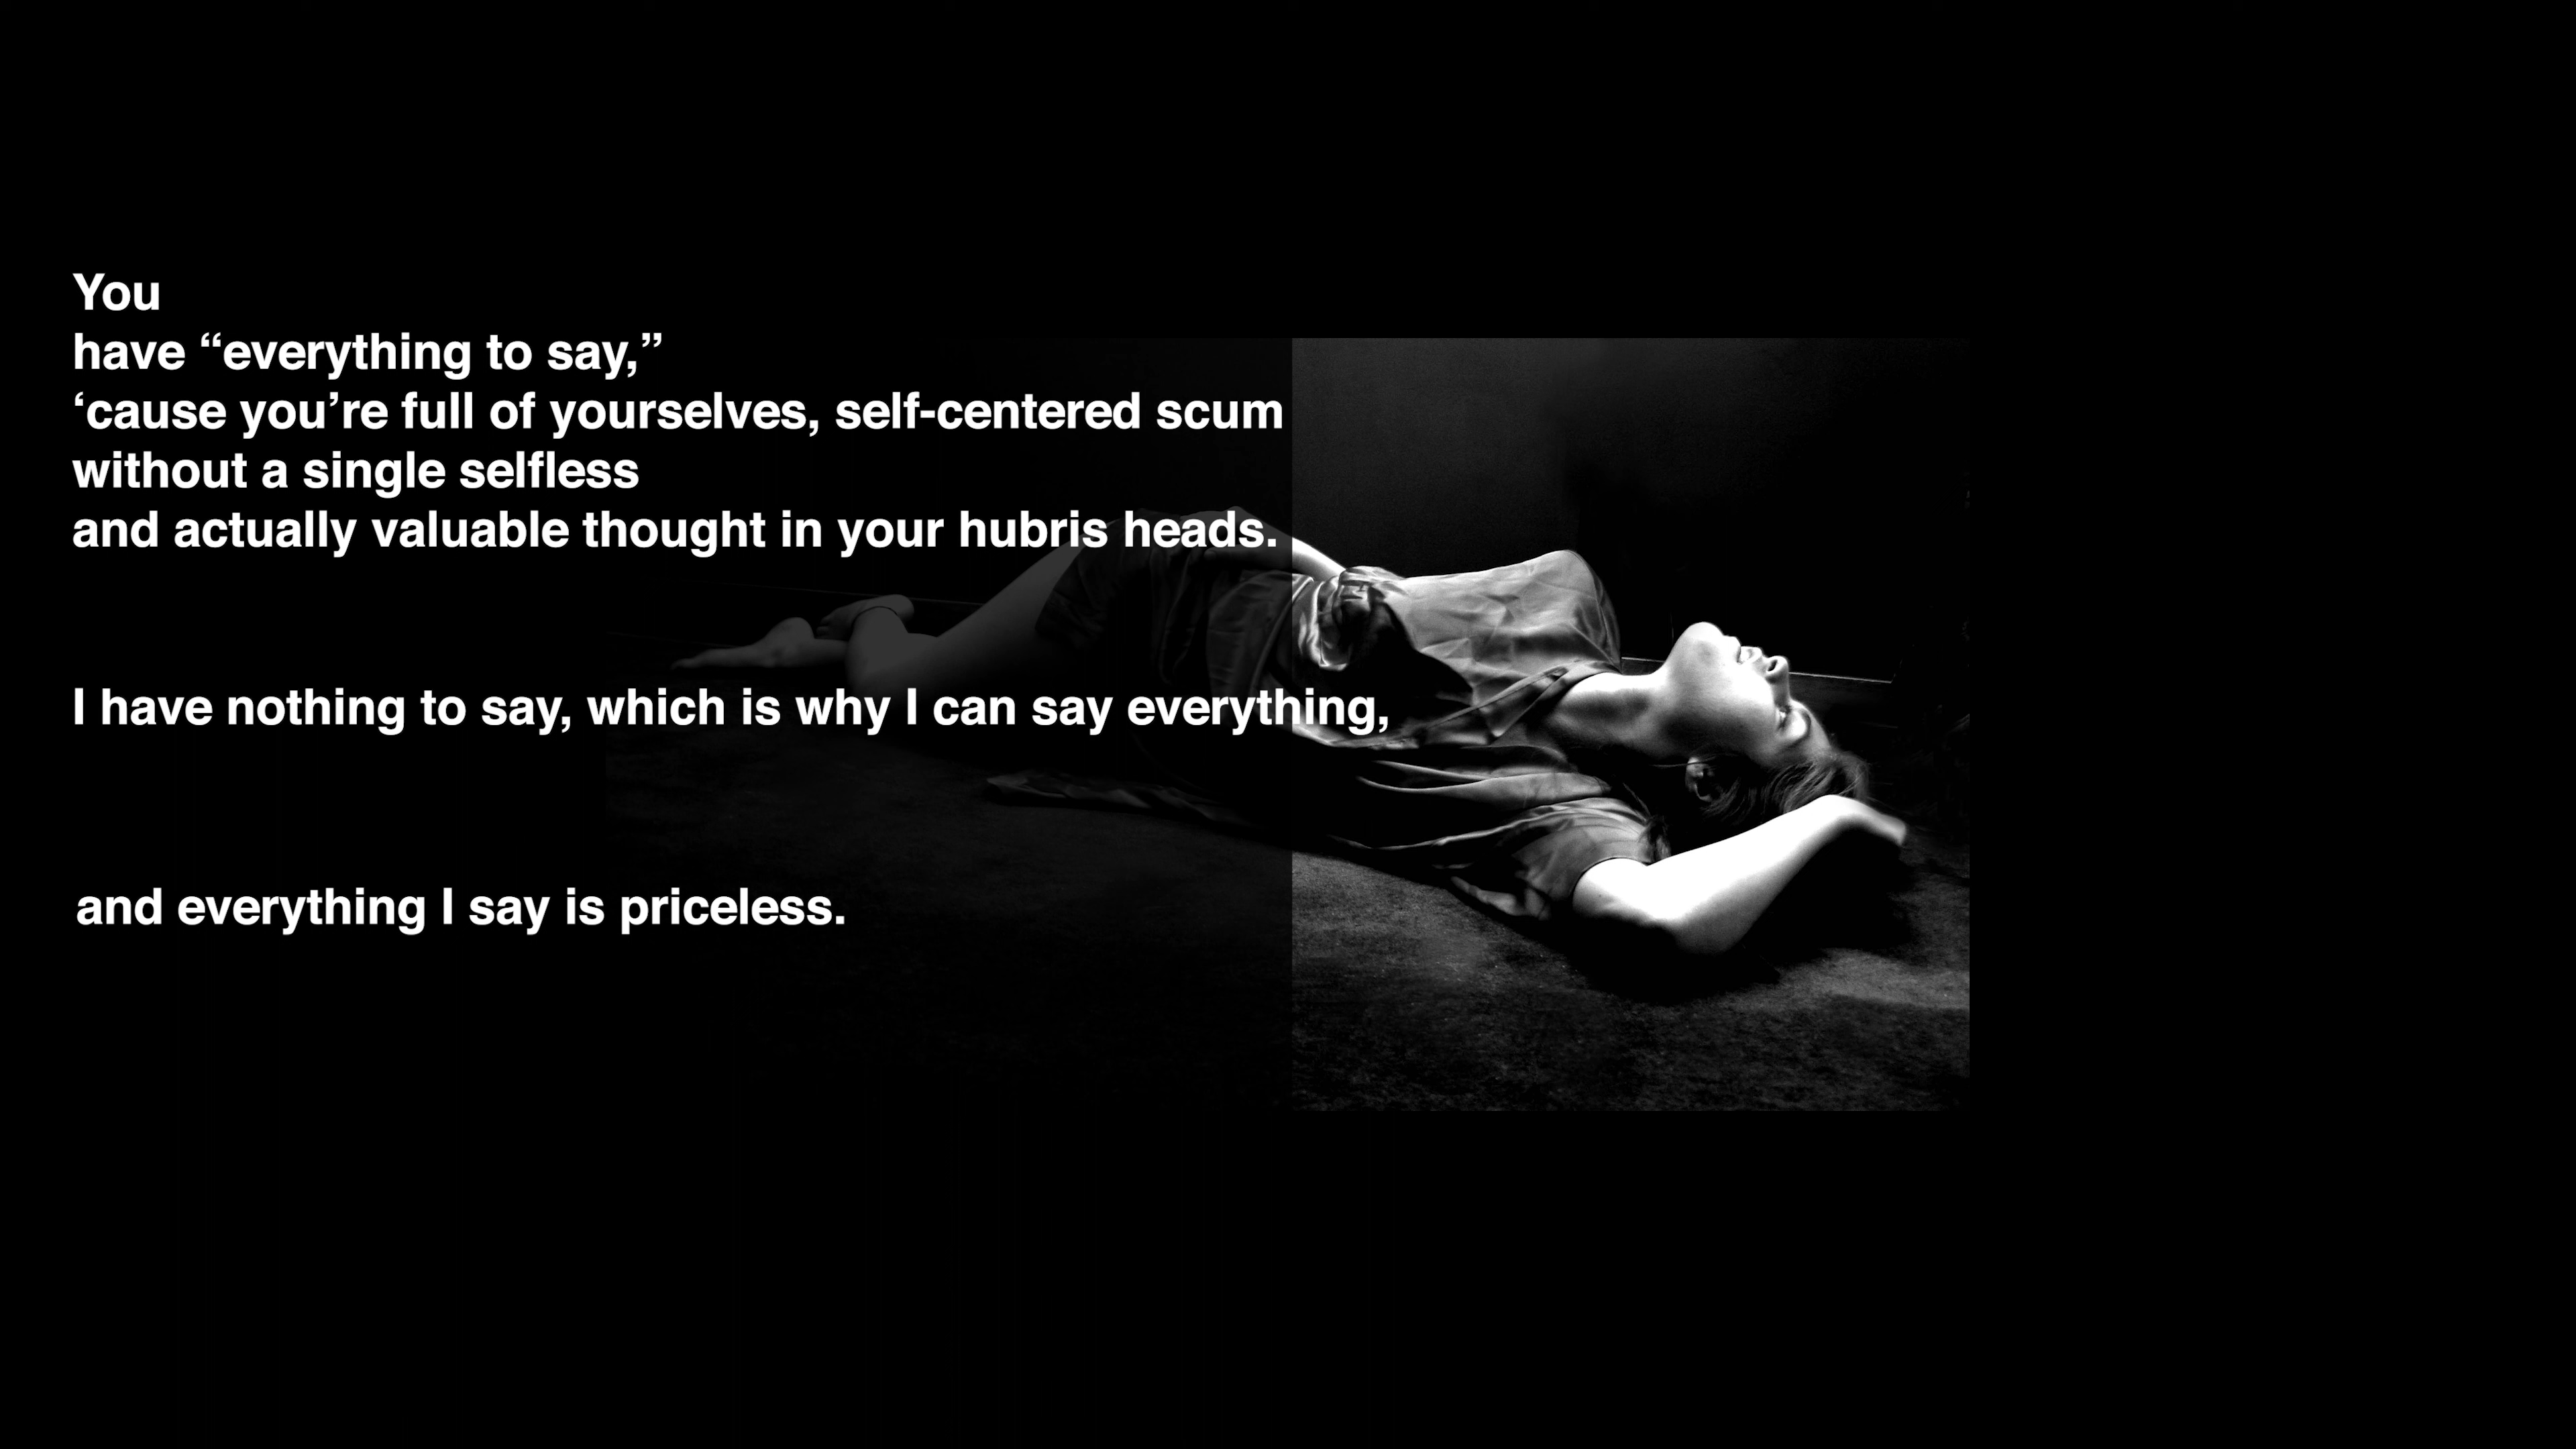 You
have “everything to say,”
‘cause you’re full of yourselves, self-centered scum
without a single selfless
and actually valuable thought in your hubris heads.
I have nothing to say, which is why I can say everything,
and everything I say is priceless.